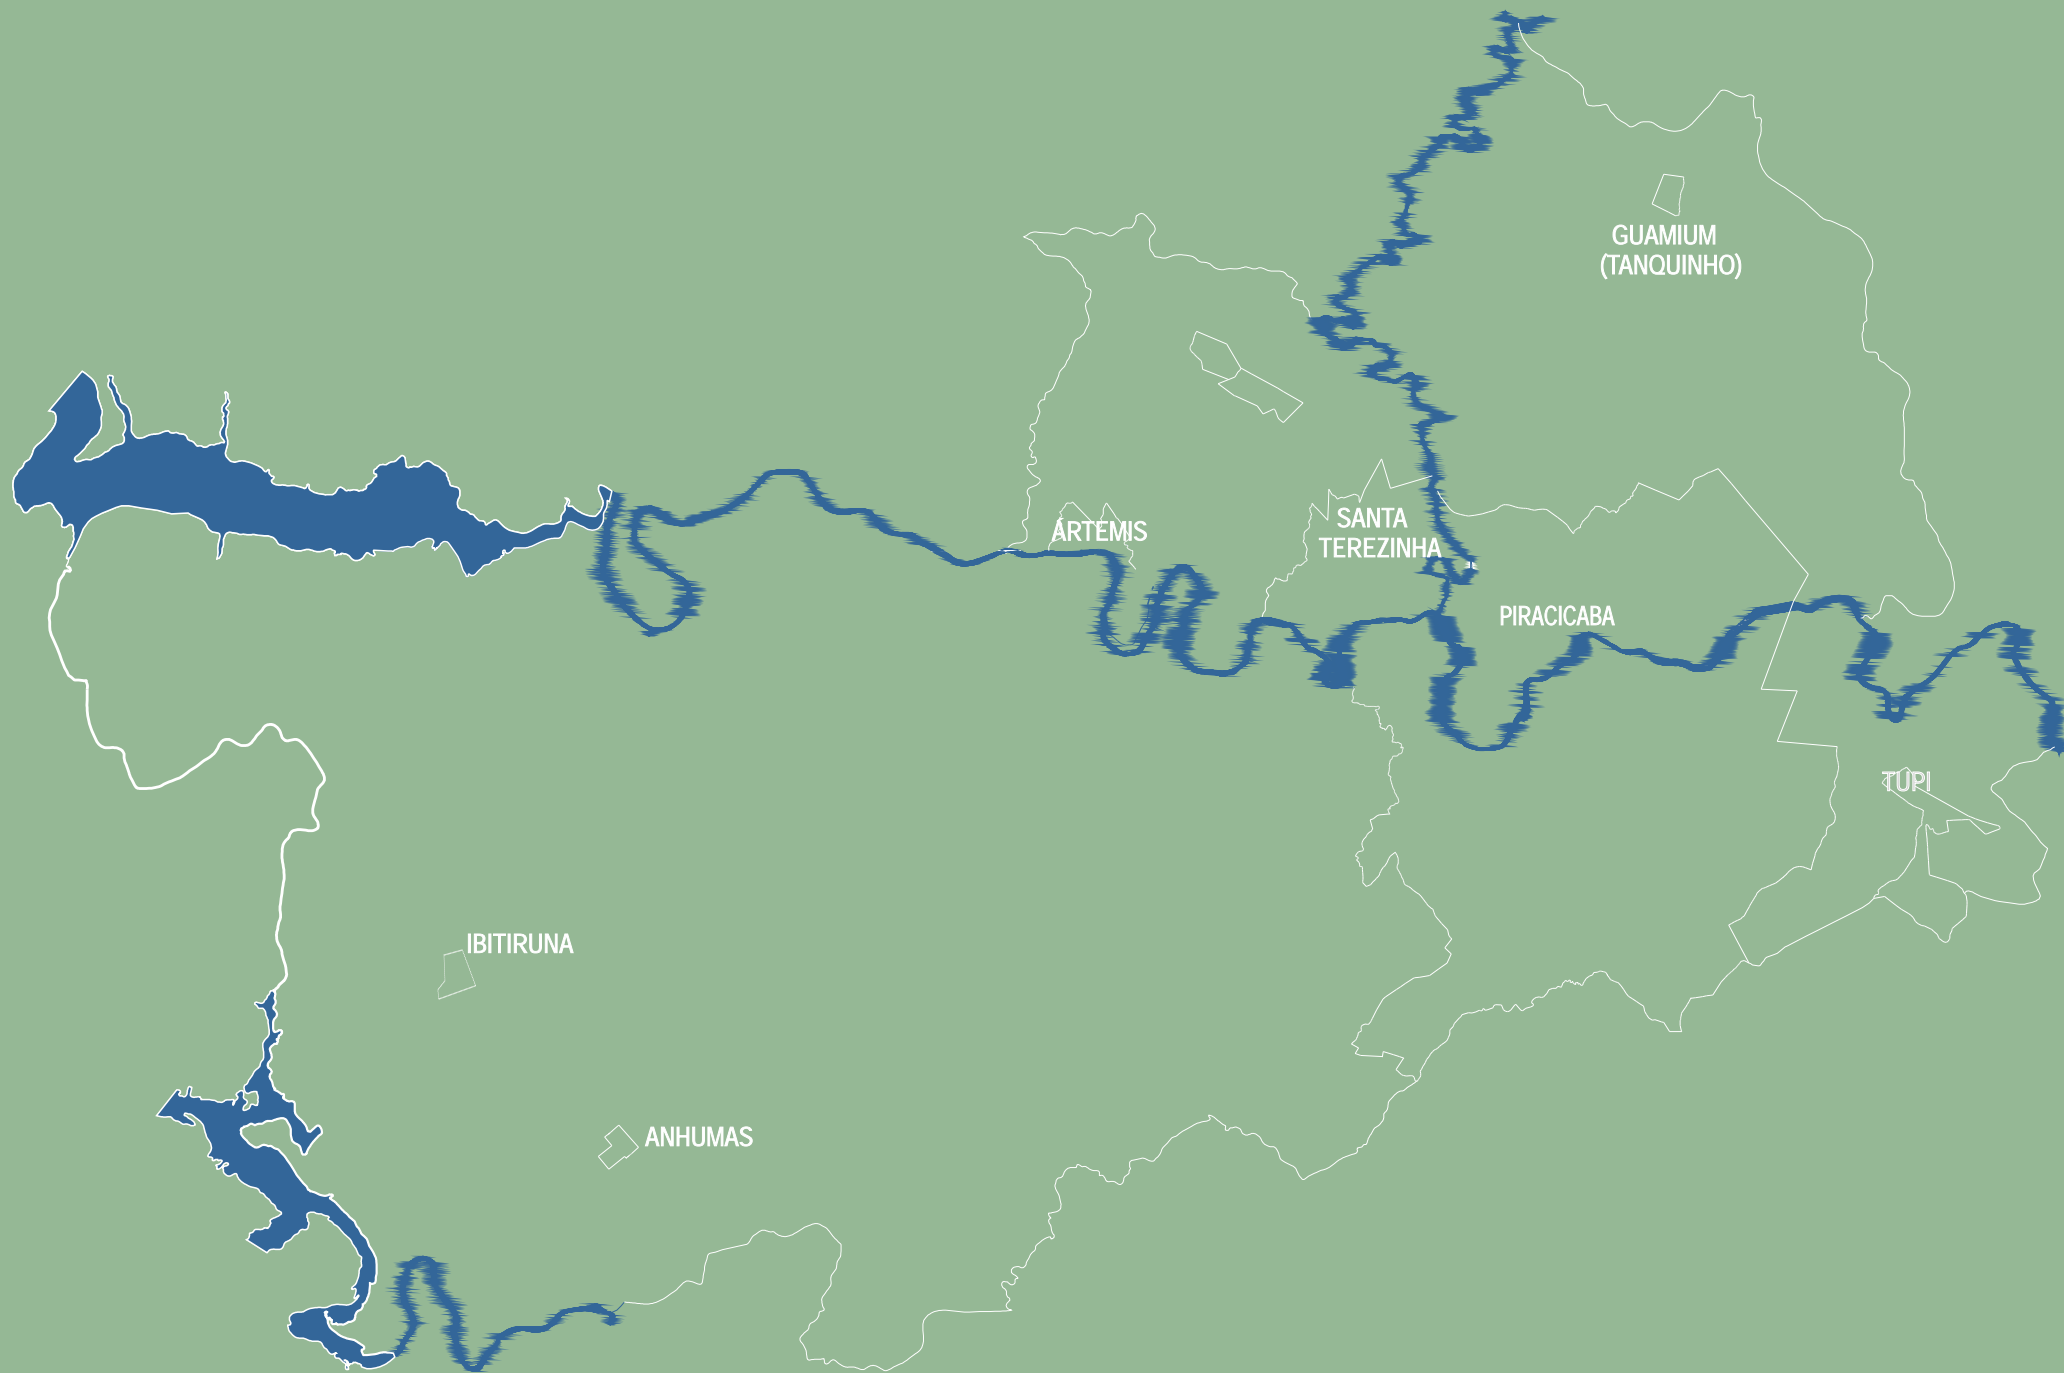 GUAMIUM
(TANQUINHO)
ÁRTEMIS
SANTA
TEREZINHA
PIRACICABA
TUPI
IBITIRUNA
ANHUMAS